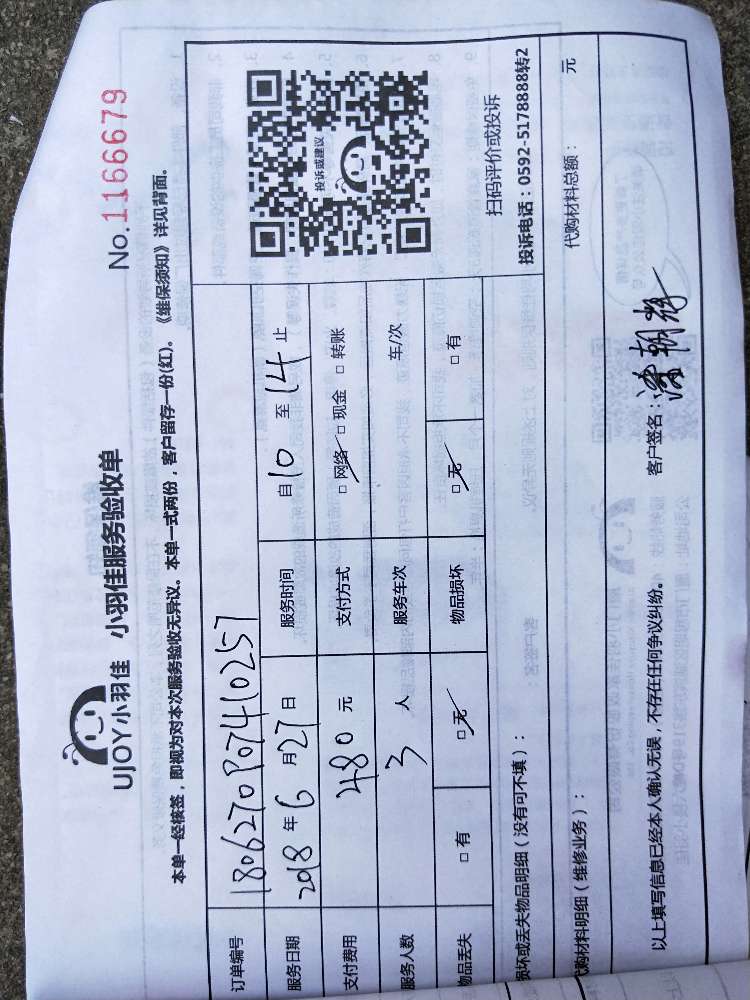 No.1166679
UJOY小羽佳 小羽佳服务验收单
本单一经核签，即视为对本次服务验收无异议。本单一式两份，客户留存一份(红)。《维保须知》详见背面。
订单编号 180627090741025​7
服务日期 2018 年 6 月 27 日 服务时间 自 10 至 14 止
支付费用 480 元 支付方式 □ 网络 □ 现金 □ 转账
服务人数 3 人 服务车次 车/次
物品丢失 □ 有 □ 无 物品损坏 □ 无 □ 有
投诉或建议
扫码评价或投诉
投诉电话：0592-5178888转2
损坏或丢失物品明细（没有可不填）：
代购材料明细（维修业务）： 代购材料总额： 元
以上填写信息已经本人确认无误，不存在任何争议纠纷。 客户签名：